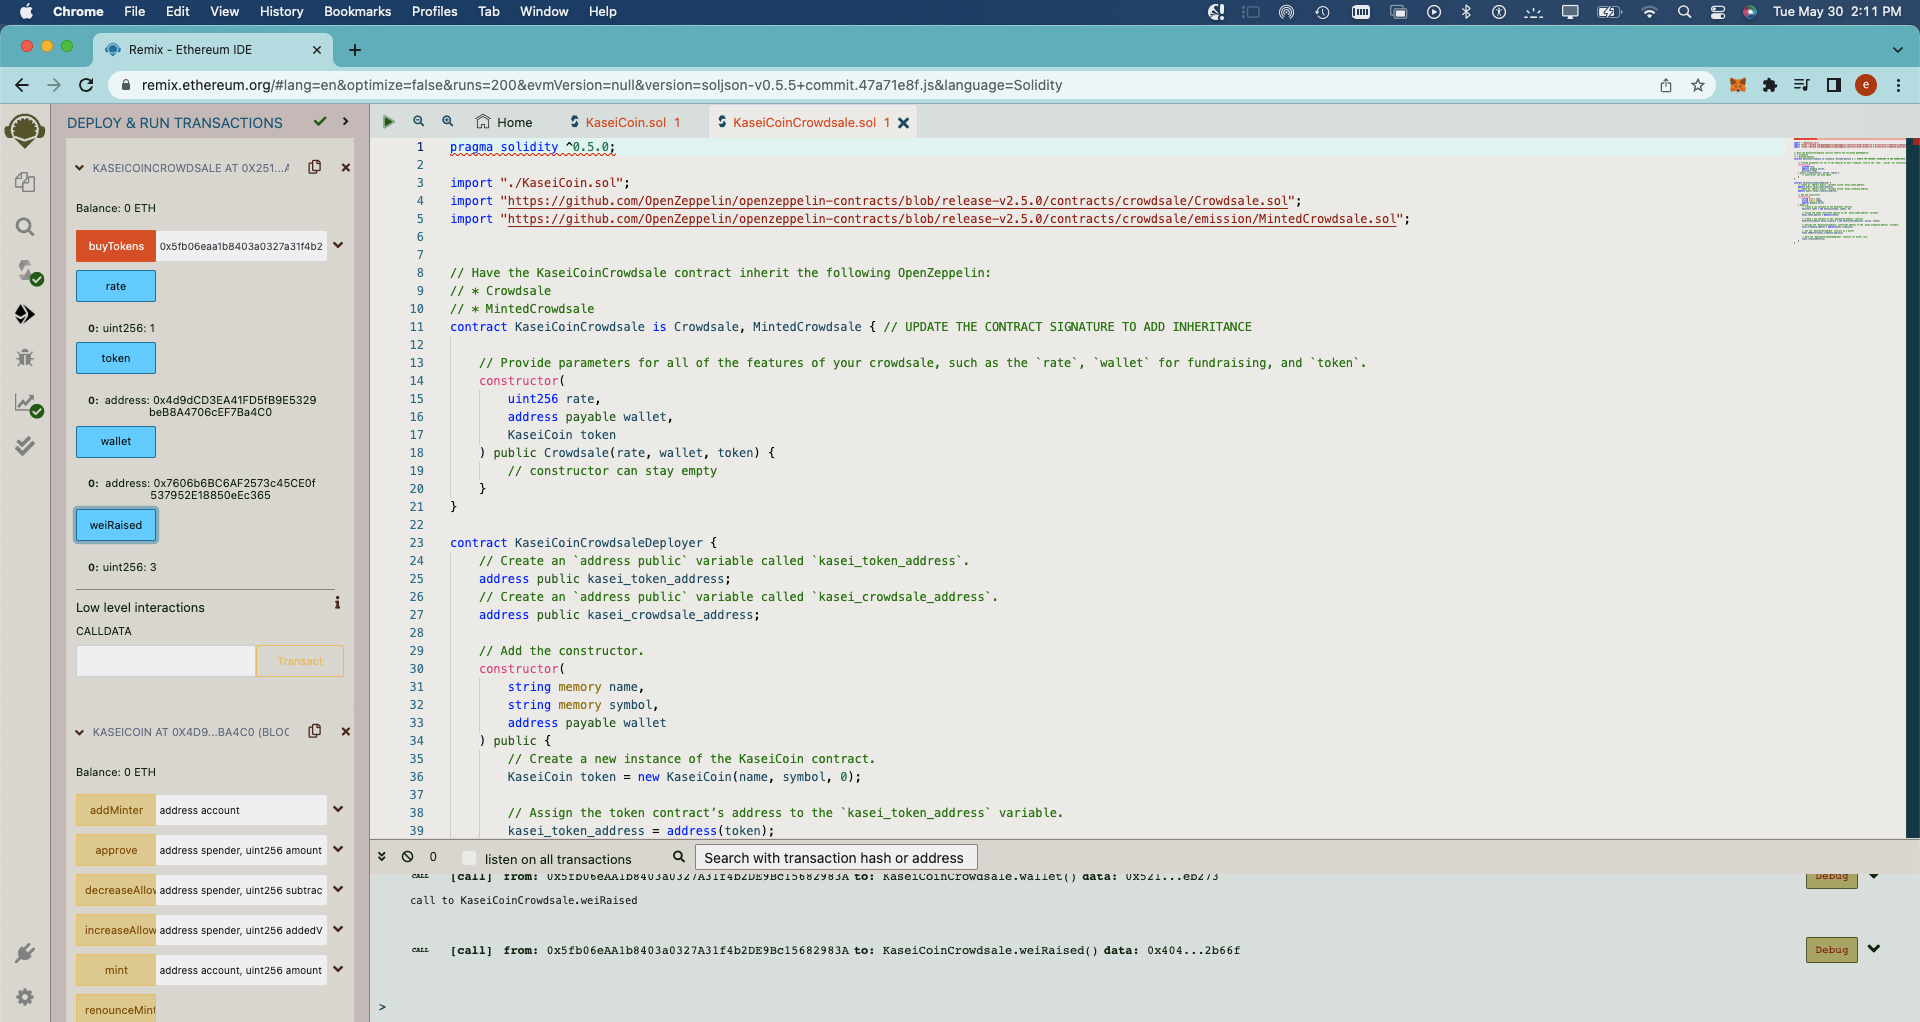 Chrome File Edit View History Bookmarks Profiles Tab Window Help Tue May 30 2:11 PM
Remix - Ethereum IDE
remix.ethereum.org/#lang=en&optimize=false&runs=200&evmVersion=null&version=soljson-v0.5.5+commit.47a71e8f.js&language=Solidity
e
DEPLOY & RUN TRANSACTIONS
KASEICOINCROWDSALE AT 0X251...A
Balance: 0 ETH
buyTokens 0x5fb06eaa1b8403a0327a31f4b2
rate
0: uint256: 1
token
0: address: 0x4d9dCD3EA41FD5fB9E5329
beB8A4706cEF7Ba4C0
wallet
0: address: 0x7606b6BC6AF2573c45CE0f
537952E18850eEc365
weiRaised
0: uint256: 3
Low level interactions
CALLDATA
Transact
KASEICOIN AT 0X4D9...BA4C0 (BLOC
Balance: 0 ETH
addMinter address account
approve address spender, uint256 amount
decreaseAllow address spender, uint256 subtrac
increaseAllow address spender, uint256 addedV
mint address account, uint256 amount
renounceMint
Home KaseiCoin.sol 1 KaseiCoinCrowdsale.sol 1
1 pragma solidity ^0.5.0;
2
3 import "./KaseiCoin.sol";
4 import "https://github.com/OpenZeppelin/openzeppelin-contracts/blob/release-v2.5.0/contracts/crowdsale/Crowdsale.sol";
5 import "https://github.com/OpenZeppelin/openzeppelin-contracts/blob/release-v2.5.0/contracts/crowdsale/emission/MintedCrowdsale.sol";
6
7
8 // Have the KaseiCoinCrowdsale contract inherit the following OpenZeppelin:
9 // * Crowdsale
10 // * MintedCrowdsale
11 contract KaseiCoinCrowdsale is Crowdsale, MintedCrowdsale { // UPDATE THE CONTRACT SIGNATURE TO ADD INHERITANCE
12
13 // Provide parameters for all of the features of your crowdsale, such as the `rate`, `wallet` for fundraising, and `token`.
14 constructor(
15 uint256 rate,
16 address payable wallet,
17 KaseiCoin token
18 ) public Crowdsale(rate, wallet, token) {
19 // constructor can stay empty
20 }
21 }
22
23 contract KaseiCoinCrowdsaleDeployer {
24 // Create an `address public` variable called `kasei_token_address`.
25 address public kasei_token_address;
26 // Create an `address public` variable called `kasei_crowdsale_address`.
27 address public kasei_crowdsale_address;
28
29 // Add the constructor.
30 constructor(
31 string memory name,
32 string memory symbol,
33 address payable wallet
34 ) public {
35 // Create a new instance of the KaseiCoin contract.
36 KaseiCoin token = new KaseiCoin(name, symbol, 0);
37
38 // Assign the token contract’s address to the `kasei_token_address` variable.
39 kasei_token_address = address(token);
0 listen on all transactions Search with transaction hash or address
CALL [call] from: 0x5fb06eAA1b8403a0327A31f4b2DE9Bc15682983A to: KaseiCoinCrowdsale.wallet() data: 0x521...eb273 Debug
call to KaseiCoinCrowdsale.weiRaised
CALL [call] from: 0x5fb06eAA1b8403a0327A31f4b2DE9Bc15682983A to: KaseiCoinCrowdsale.weiRaised() data: 0x404...2b66f Debug
>